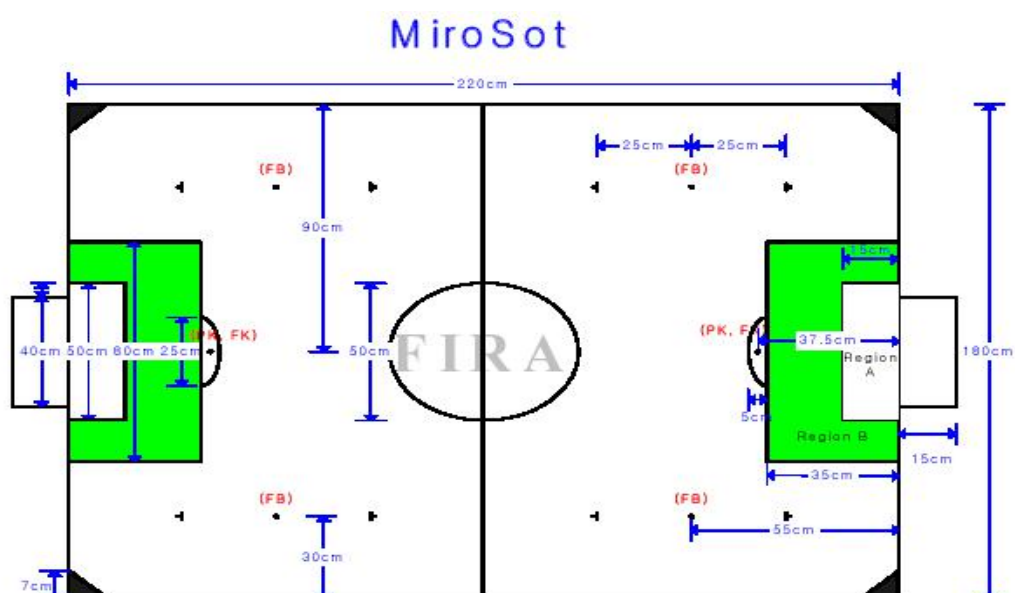 MiroSot
220cm
25cm 25cm
(FB) (FB)
90cm
15cm
(PK, FK) (PK, F
37.5cm
40cm 50cm 80cm 25cm 50cm FIRA Region A 180cm
5cm
Region B
15cm
35cm
(FB) (FB)
55cm
30cm
7cm